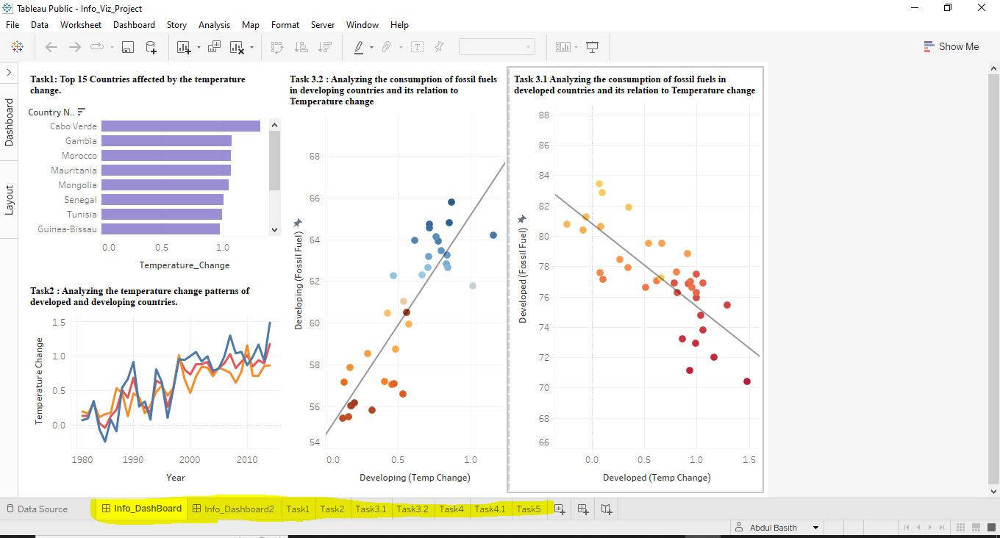 Tableau Public - Info_Viz_Project
File Data Worksheet Dashboard Story Analysis Map Format Server Window Help
Show Me
Dashboard
Layout
Task1: Top 15 Countries affected by the temperature
change.
Country N..
Cabo Verde
Gambia
Morocco
Mauritania
Mongolia
Senegal
Tunisia
Guinea-Bissau
0.0 0.5 1.0
Temperature_Change
Task2 : Analyzing the temperature change patterns of
developed and developing countries.
Temperature Change
1.5
1.0
0.5
0.0
1980 1990 2000 2010
Year
Task 3.2 : Analyzing the consumption of fossil fuels
in developing countries and its relation to
Temperature change
Developing (Fossil Fuel)
68
66
64
62
60
58
56
54
0.0 0.5 1.0
Developing (Temp Change)
Task 3.1 Analyzing the consumption of fossil fuels in
developed countries and its relation to Temperature change
Developed (Fossil Fuel)
88
86
84
82
80
78
76
74
72
70
68
66
0.0 0.5 1.0 1.5
Developed (Temp Change)
Data Source Info_DashBoard Info_Dashboard2 Task1 Task2 Task3.1 Task3.2 Task4 Task4.1 Task5
Abdul Basith